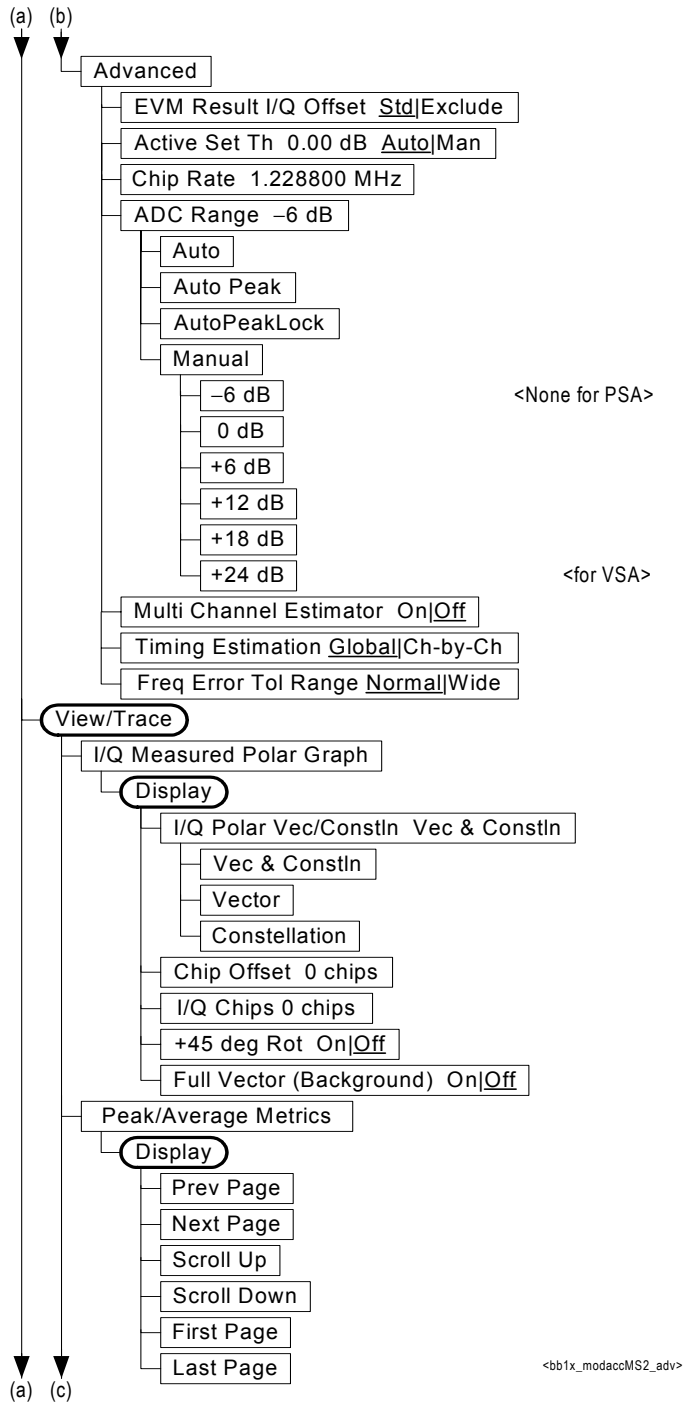 (a) (b)
Advanced
EVM Result I/Q Offset Std|Exclude
Active Set Th 0.00 dB Auto|Man
Chip Rate 1.228800 MHz
ADC Range –6 dB
Auto
Auto Peak
AutoPeakLock
Manual
–6 dB <None for PSA>
0 dB
+6 dB
+12 dB
+18 dB
+24 dB <for VSA>
Multi Channel Estimator On|Off
Timing Estimation Global|Ch-by-Ch
Freq Error Tol Range Normal|Wide
View/Trace
I/Q Measured Polar Graph
Display
I/Q Polar Vec/Constln Vec & Constln
Vec & Constln
Vector
Constellation
Chip Offset 0 chips
I/Q Chips 0 chips
+45 deg Rot On|Off
Full Vector (Background) On|Off
Peak/Average Metrics
Display
Prev Page
Next Page
Scroll Up
Scroll Down
First Page
Last Page <bb1x_modaccMS2_adv>
(a) (c)